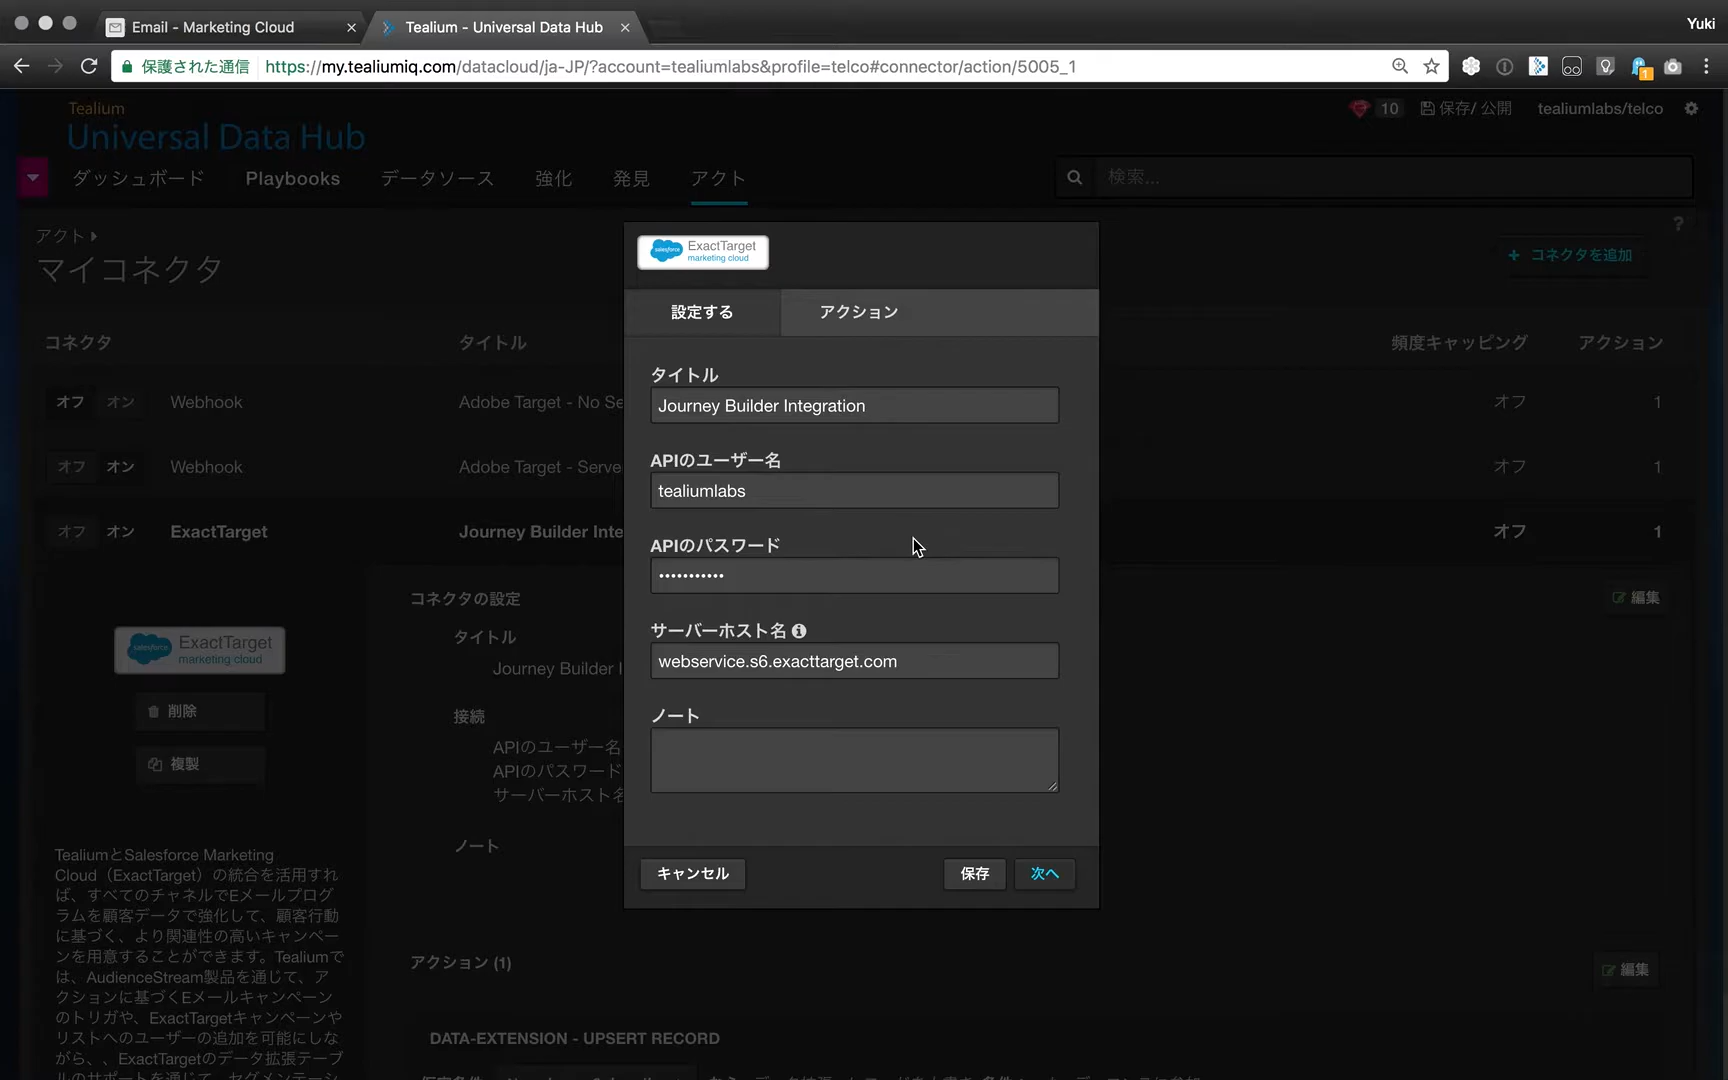 Email - Marketing Cloud
Tealium - Universal Data Hub
Yuki
保護された通信 https://my.tealiumiq.com/datacloud/ja-JP/?account=tealiumlabs&profile=telco#connector/action/5005_1
1
Tealium
Universal Data Hub
10
保存/ 公開
tealiumlabs/telco
ダッシュボード
Playbooks
データソース
強化
発見
アクト
検索...
アクト
?
マイコネクタ
+ コネクタを追加
コネクタ
タイトル
頻度キャッピング
アクション
オフ オン Webhook Adobe Target - No Se オフ 1
オフ オン Webhook Adobe Target - Serve オフ 1
オフ オン ExactTarget Journey Builder Inte オフ 1
salesforce ExactTarget
marketing cloud
設定する
アクション
タイトル
Journey Builder Integration
APIのユーザー名
tealiumlabs
APIのパスワード
•••••••••••
サーバーホスト名
webservice.s6.exacttarget.com
ノート
キャンセル
保存
次へ
ExactTarget
marketing cloud
削除
複製
TealiumとSalesforce Marketing
Cloud（ExactTarget）の統合を活用すれ
ば、すべてのチャネルでEメールプログ
ラムを顧客データで強化して、顧客行動
に基づく、より関連性の高いキャンペー
ンを用意することができます。Tealiumで
は、AudienceStream製品を通じて、ア
クションに基づくEメールキャンペーン
のトリガや、ExactTargetキャンペーンや
リストへのユーザーの追加を可能にしな
がら、、ExactTargetのデータ拡張テーブ
コネクタの設定
編集
タイトル
Journey Builder I
接続
APIのユーザー名
APIのパスワード
サーバーホスト名
ノート
アクション (1)
編集
DATA-EXTENSION - UPSERT RECORD